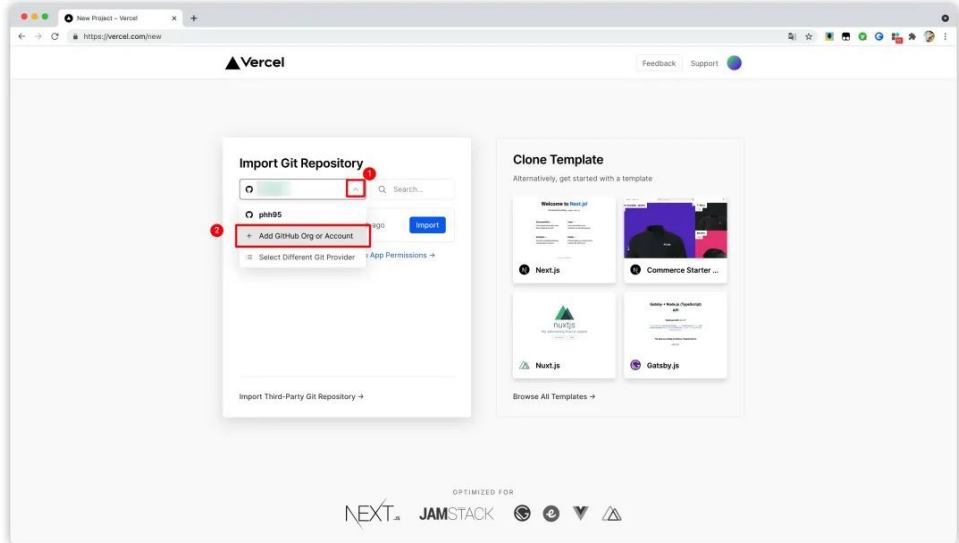 New Project – Vercel
https://vercel.com/new
Vercel
Feedback
Support
Import Git Repository
1
Search...
phh95
ago
Import
2
+ Add GitHub Org or Account
Select Different Git Provider
App Permissions →
Import Third-Party Git Repository →
Clone Template
Alternatively, get started with a template
Welcome to Next.js!
Next.js
Commerce Starter ...
nuxtjs
Nuxt.js
Gatsby + Node.js (TypeScript)
API
Gatsby.js
Browse All Templates →
OPTIMIZED FOR
NEXT.JS
JAMSTACK